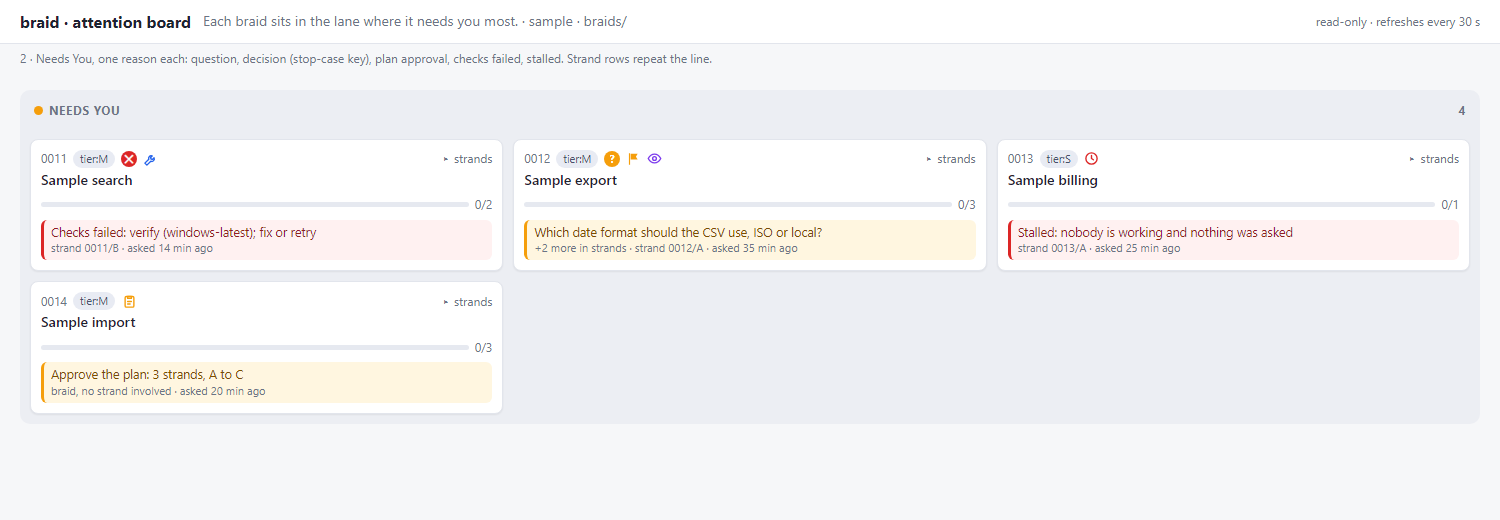 braid · attention board Each braid sits in the lane where it needs you most. · sample · braids/ read-only · refreshes every 30 s
2 · Needs You, one reason each: question, decision (stop-case key), plan approval, checks failed, stalled. Strand rows repeat the line.
NEEDS YOU 4
0011 tier:M ▸ strands
Sample search
0/2
Checks failed: verify (windows-latest); fix or retry
strand 0011/B · asked 14 min ago
0012 tier:M ? ▸ strands
Sample export
0/3
Which date format should the CSV use, ISO or local?
+2 more in strands · strand 0012/A · asked 35 min ago
0013 tier:S ▸ strands
Sample billing
0/1
Stalled: nobody is working and nothing was asked
strand 0013/A · asked 25 min ago
0014 tier:M ▸ strands
Sample import
0/3
Approve the plan: 3 strands, A to C
braid, no strand involved · asked 20 min ago